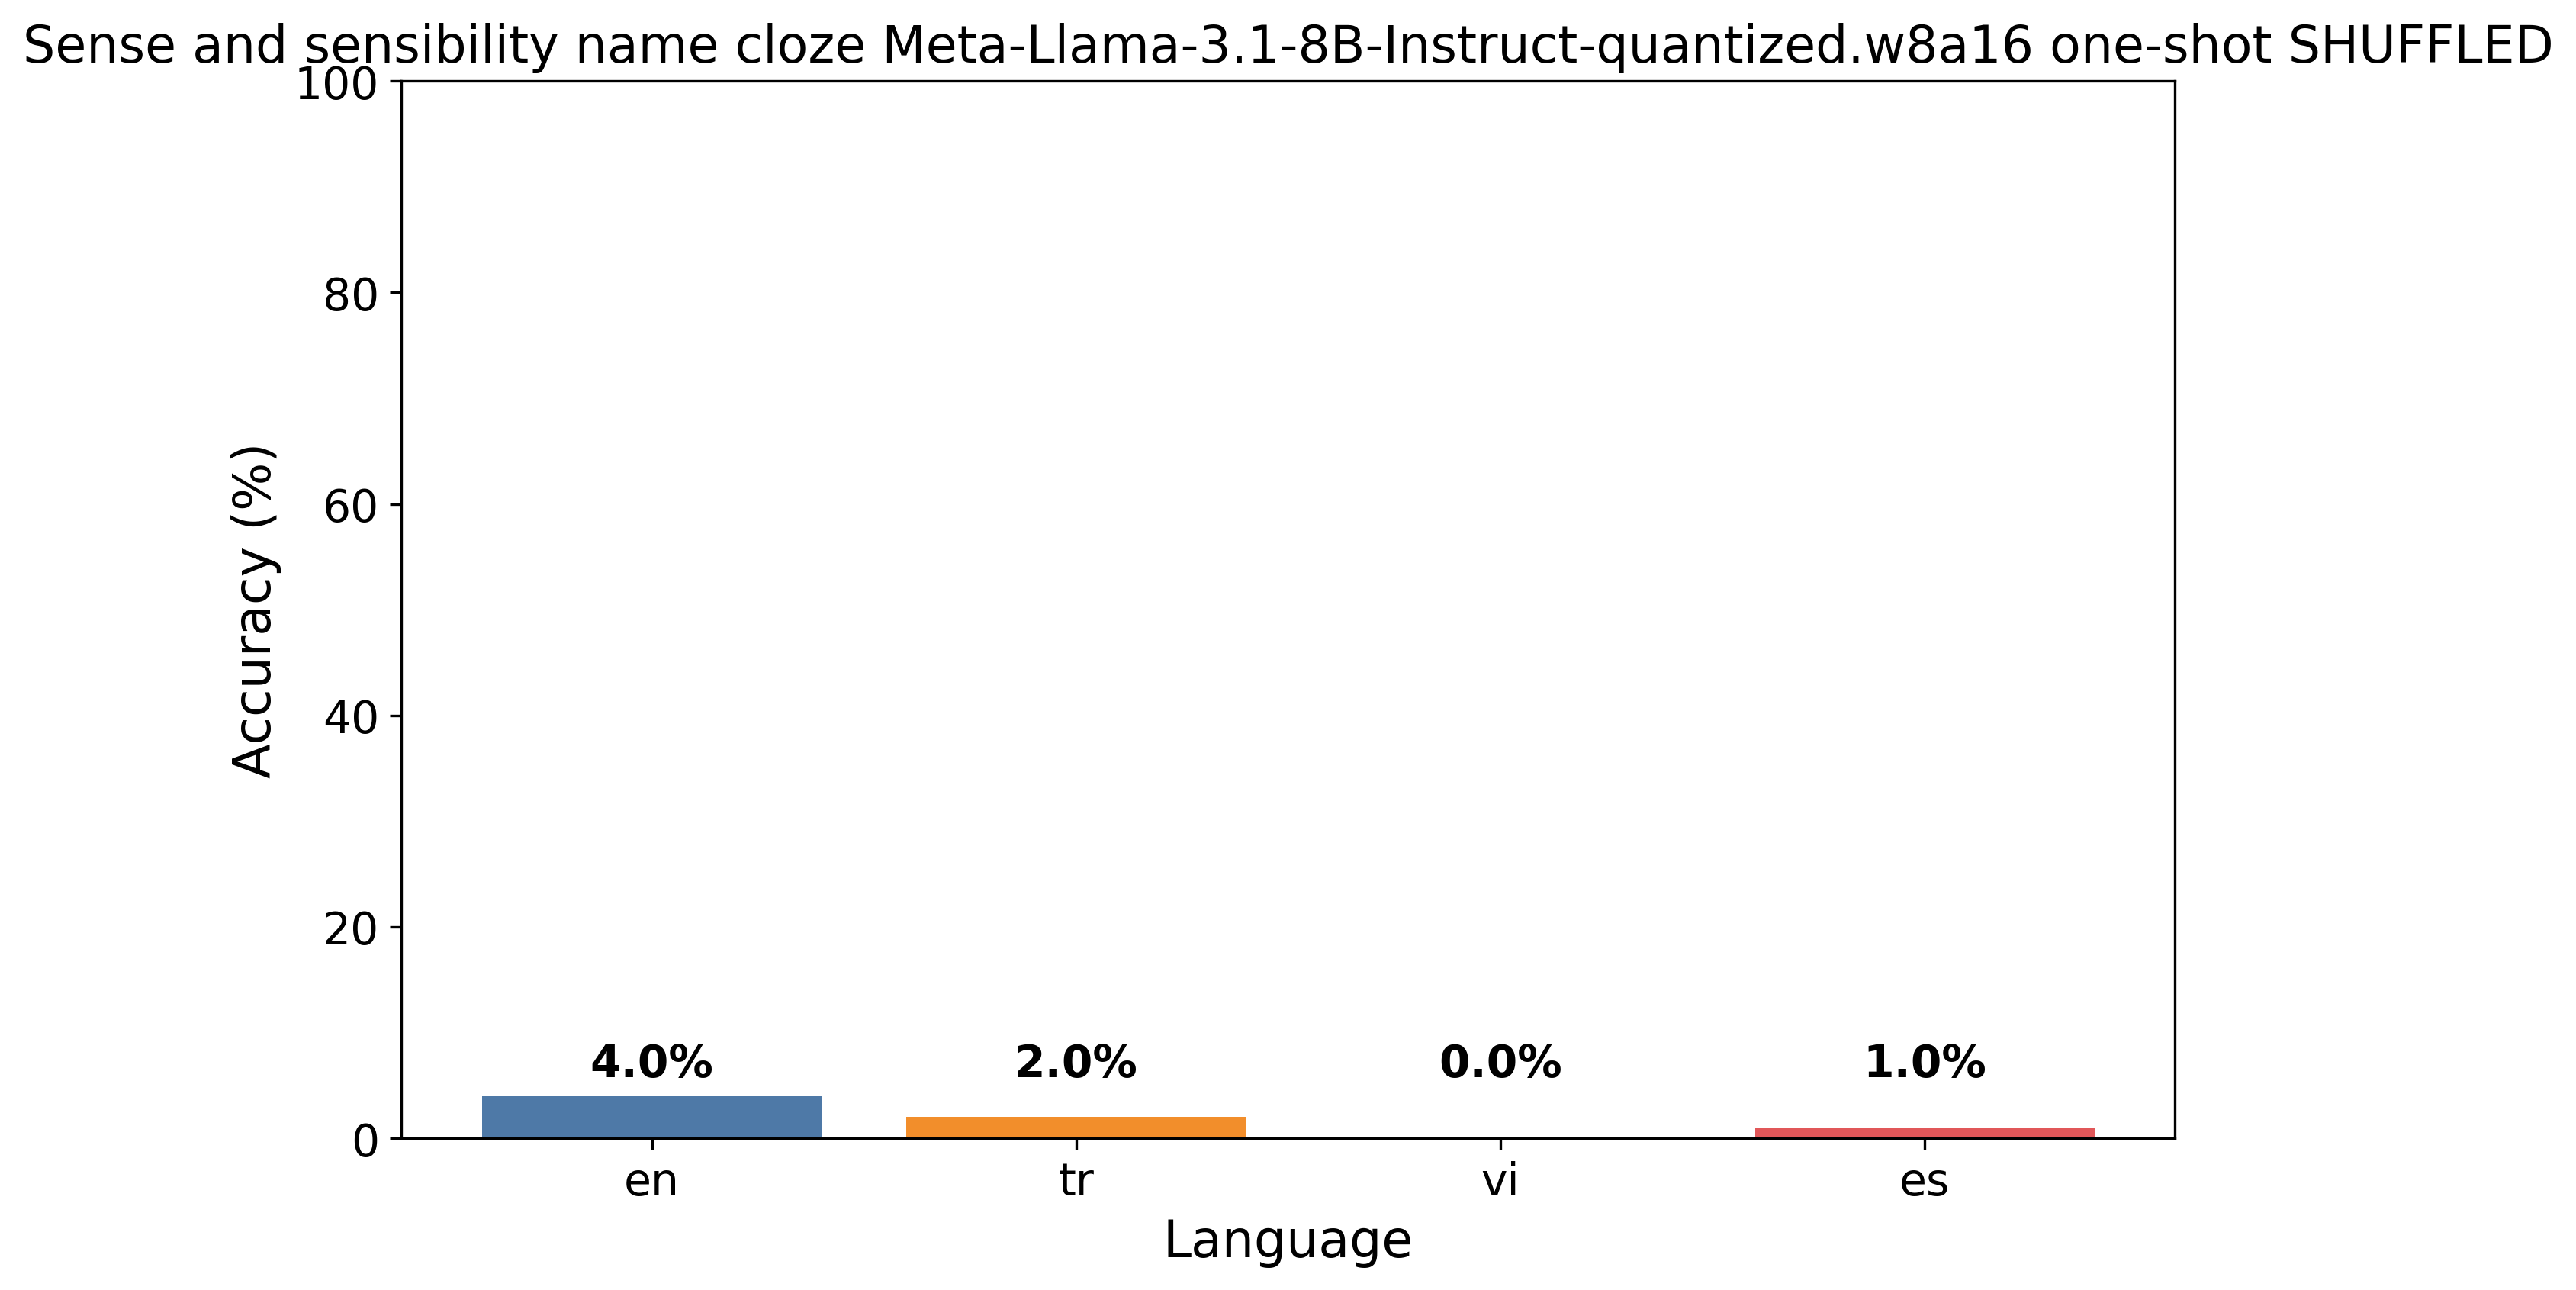 Sense and sensibility name cloze Meta-Llama-3.1-8B-Instruct-quantized.w8a16 one-shot SHUFFLED
100
80
60
40
20
0
Accuracy (%)
4.0%
2.0%
0.0%
1.0%
en
tr
vi
es
Language